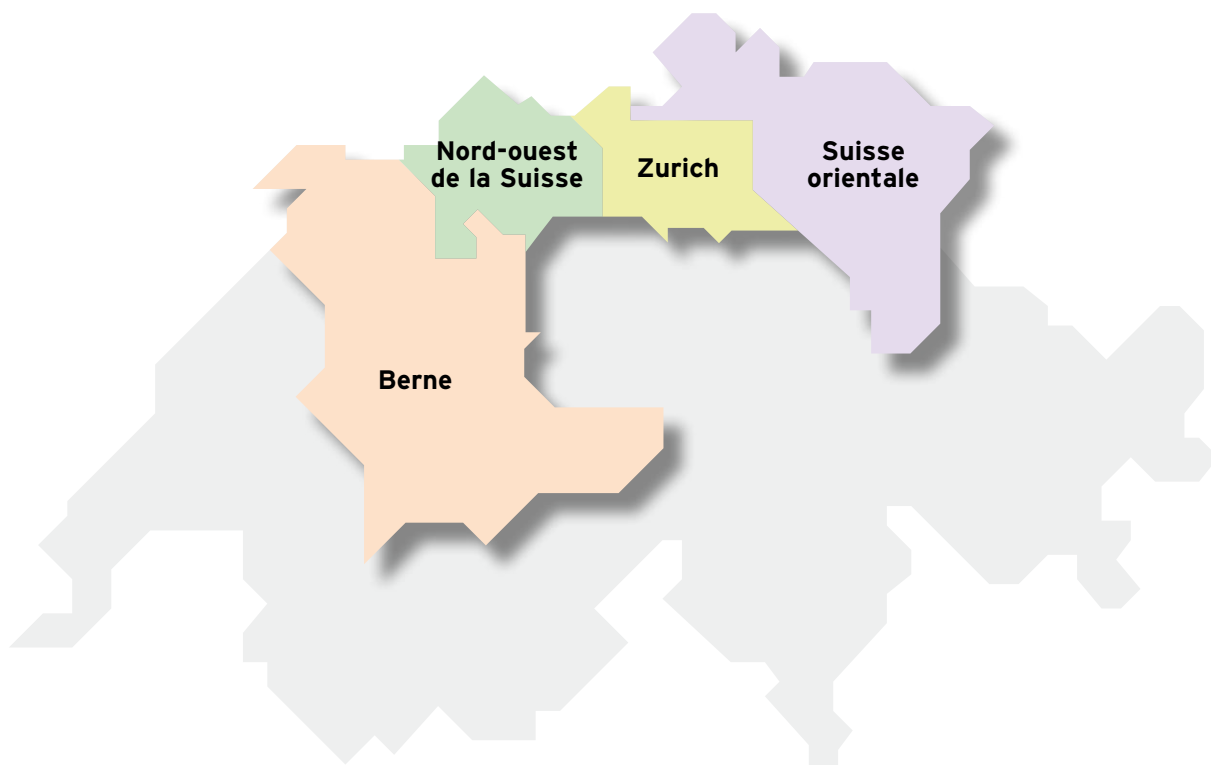 Nord-ouest
de la Suisse
Zurich
Suisse
orientale
Berne